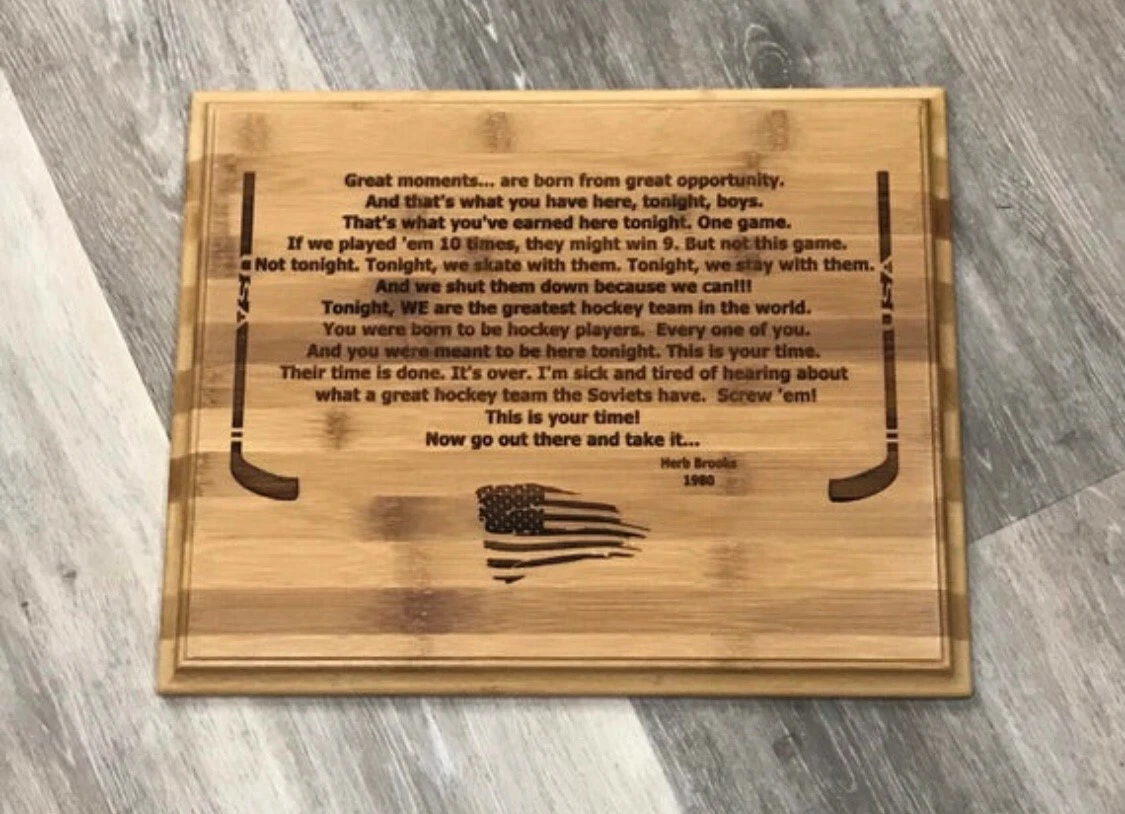 Great moments... are born from great opportunity.
And that's what you have here, tonight, boys.
That's what you've earned here tonight. One game.
If we played 'em 10 times, they might win 9. But not this game.
Not tonight. Tonight, we skate with them. Tonight, we stay with them.
And we shut them down because we can!!!
Tonight, WE are the greatest hockey team in the world.
You were born to be hockey players. Every one of you.
And you were meant to be here tonight. This is your time.
Their time is done. It's over. I'm sick and tired of hearing about
what a great hockey team the Soviets have. Screw 'em!
This is your time!
Now go out there and take it...
Herb Brooks
1980
USA
USA